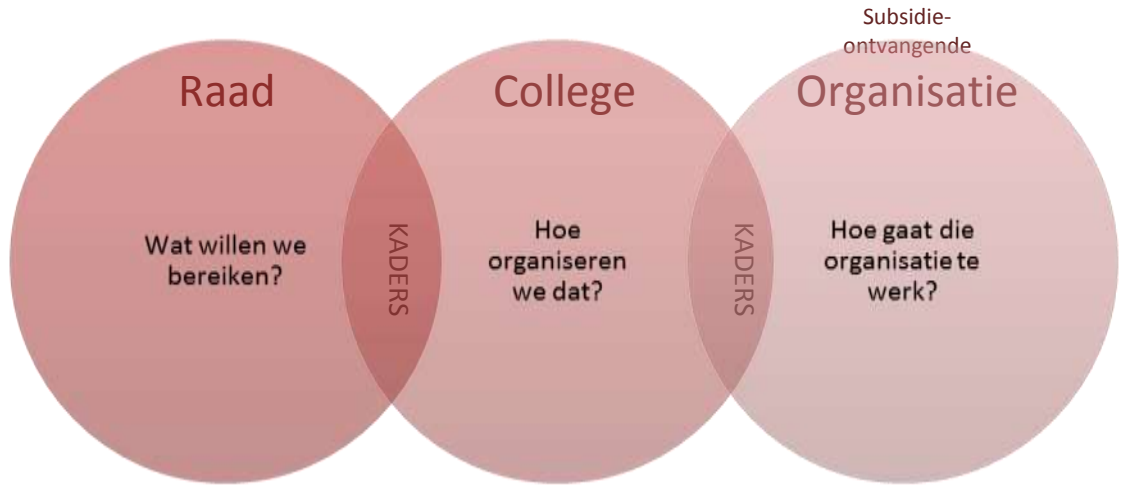 Raad
Wat willen we
bereiken?
KADERS
College
Hoe
organiseren
we dat?
KADERS
Subsidie-
ontvangende
Organisatie
Hoe gaat die
organisatie te
werk?